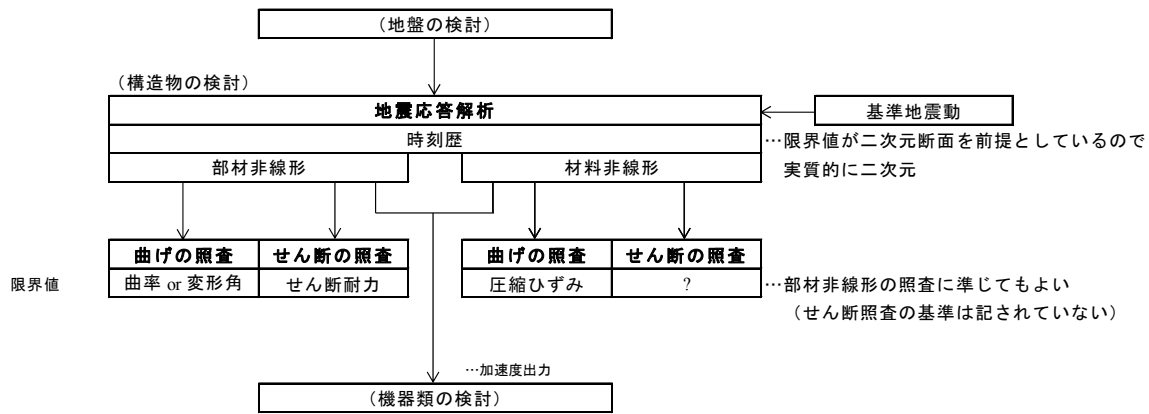 （地盤の検討）
（構造物の検討）
地震応答解析
基準地震動
時刻歴
…限界値が二次元断面を前提としているので
実質的に二次元
部材非線形
材料非線形
曲げの照査
せん断の照査
曲げの照査
せん断の照査
限界値
曲率 or 変形角
せん断耐力
圧縮ひずみ
?
…部材非線形の照査に準じてもよい
（せん断照査の基準は記されていない）
…加速度出力
（機器類の検討）